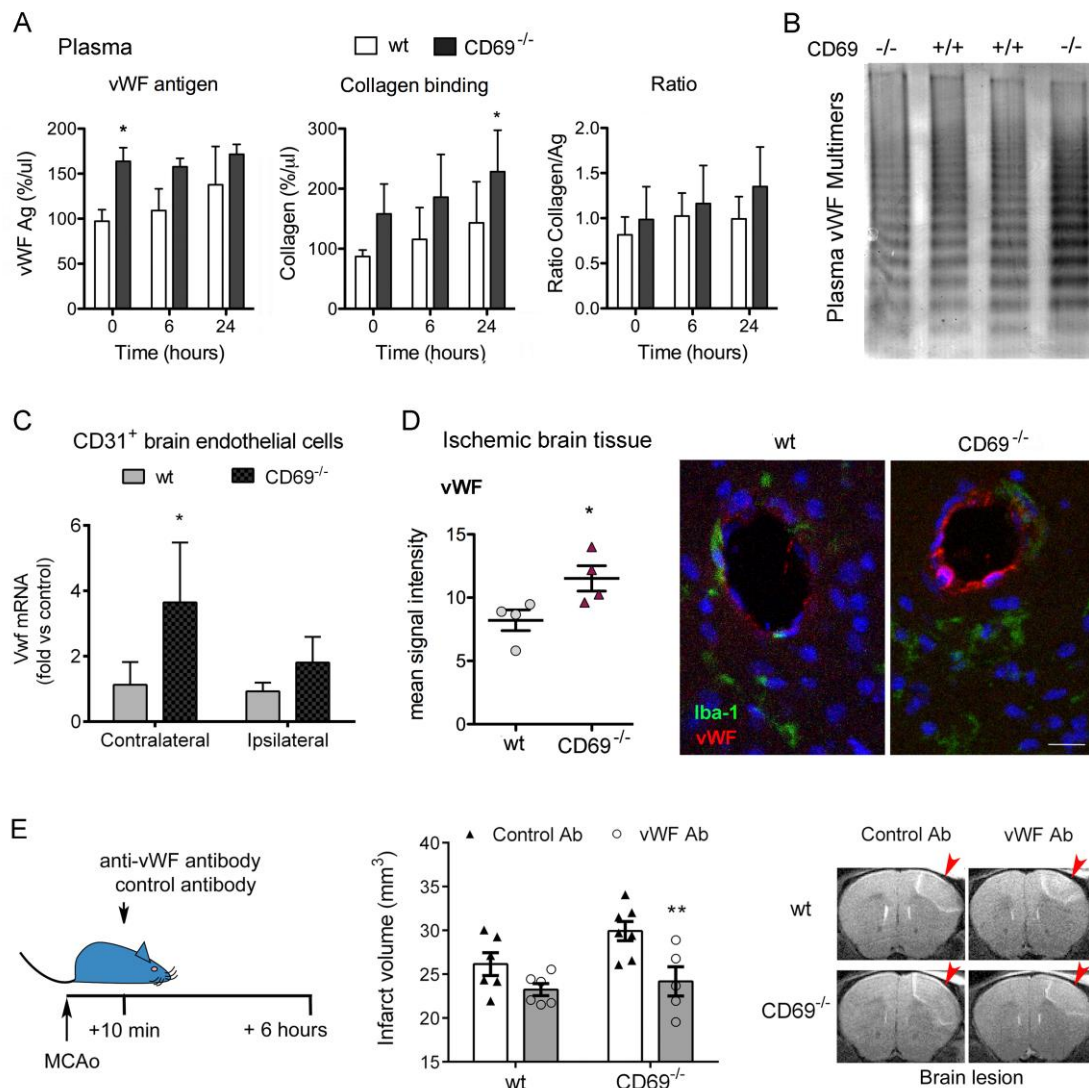 A
Plasma
wt
CD69-/-
vWF antigen
Collagen binding
Ratio
vWF Ag (%/ul)
200
150
100
50
0
*
0
6
24
Time (hours)
Collagen (%/µl)
300
200
100
0
*
0
6
24
Time (hours)
Ratio Collagen/Ag
2.0
1.5
1.0
0.5
0.0
0
6
24
Time (hours)
B
CD69 -/- +/+ +/+ -/-
Plasma vWF Multimers
C
CD31+ brain endothelial cells
wt
CD69-/-
Vwf mRNA
(fold vs control)
6
4
2
0
*
Contralateral
Ipsilateral
D
Ischemic brain tissue
vWF
mean signal intensity
15
10
5
0
*
wt
CD69-/-
wt
CD69-/-
Iba-1
vWF
E
anti-vWF antibody
control antibody
+10 min
+ 6 hours
MCAo
Control Ab
vWF Ab
Infarct volume (mm3)
40
35
30
25
20
15
**
wt
CD69-/-
Control Ab
vWF Ab
wt
CD69-/-
Brain lesion